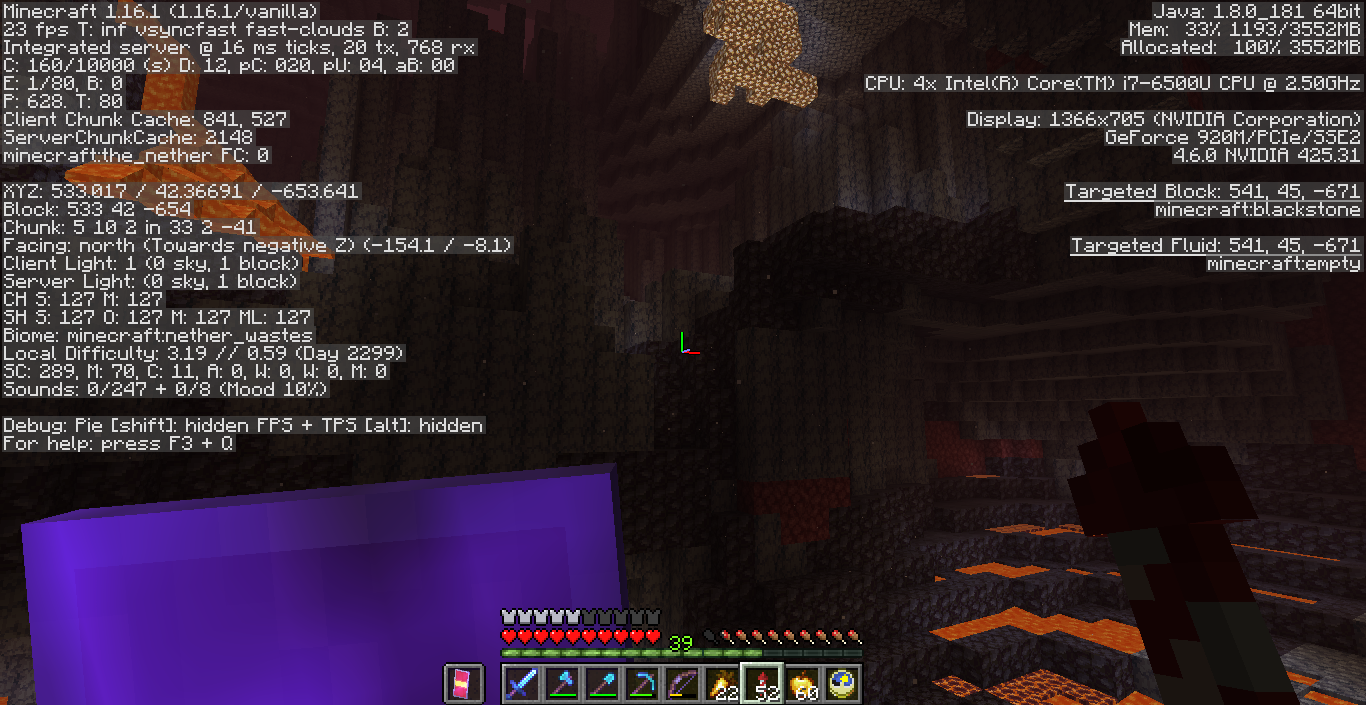 Minecraft 1.16.1 (1.16.1/vanilla)
23 fps T: inf vsyncfast fast-clouds B: 2
Integrated server @ 16 ms ticks, 20 tx, 768 rx
C: 160/10000 (s) D: 12, pC: 020, pU: 04, aB: 00
E: 1/80, B: 0
P: 628. T: 80
Client Chunk Cache: 841, 527
ServerChunkCache: 2148
minecraft:the_nether FC: 0
XYZ: 533.017 / 42.36691 / -653.641
Block: 533 42 -654
Chunk: 5 10 2 in 33 2 -41
Facing: north (Towards negative Z) (-154.1 / -8.1)
Client Light: 1 (0 sky, 1 block)
Server Light: (0 sky, 1 block)
CH S: 127 M: 127
SH S: 127 O: 127 M: 127 ML: 127
Biome: minecraft:nether_wastes
Local Difficulty: 3.19 // 0.59 (Day 2299)
SC: 289, M: 70, C: 11, A: 0, W: 0, W: 0, M: 0
Sounds: 0/247 + 0/8 (Mood 10%)
Debug: Pie [shift]: hidden FPS + TPS [alt]: hidden
For help: press F3 + Q
Java: 1.8.0_181 64bit
Mem: 33% 1193/3552MB
Allocated: 100% 3552MB
CPU: 4x Intel(R) Core(TM) i7-6500U CPU @ 2.50GHz
Display: 1366x705 (NVIDIA Corporation)
GeForce 920M/PCIe/SSE2
4.6.0 NVIDIA 425.31
Targeted Block: 541, 45, -671
minecraft:blackstone
Targeted Fluid: 541, 45, -671
minecraft:empty
39
22 52 60